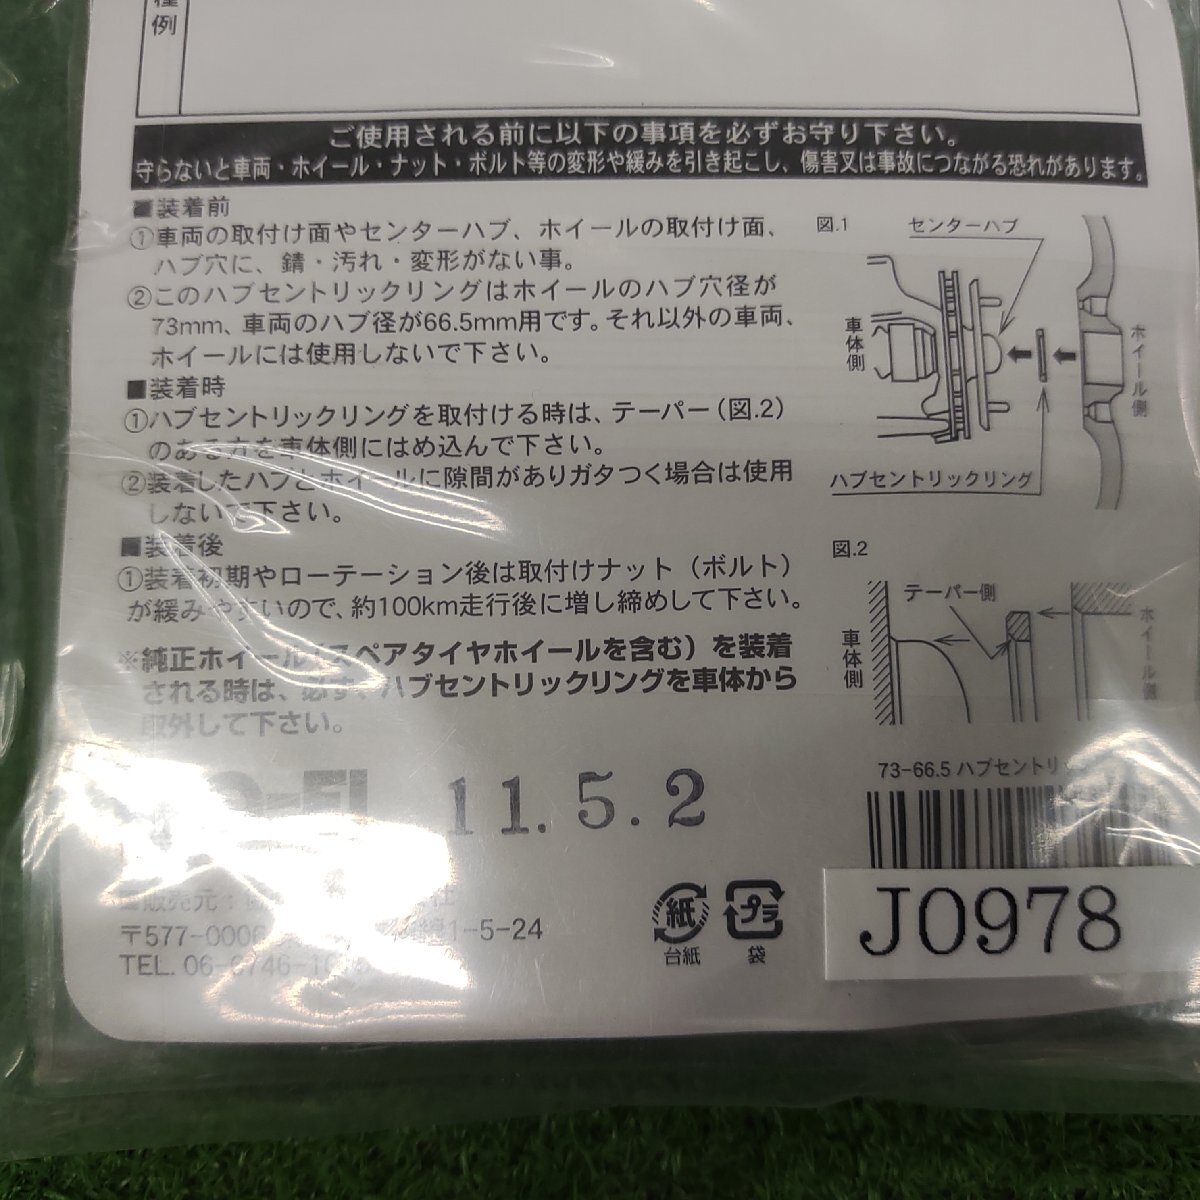 例
ご使用される前に以下の事項を必ずお守り下さい。
守らないと車両・ホイール・ナット・ボルト等の変形や緩みを引き起こし、傷害又は事故につながる恐れがあります。
■装着前
①車両の取付け面やセンターハブ、ホイールの取付け面、
ハブ穴に、錆・汚れ・変形がない事。
②このハブセントリックリングはホイールのハブ穴径が
73mm、車両のハブ径が66.5mm用です。それ以外の車両、
ホイールには使用しないで下さい。
■装着時
①ハブセントリックリングを取付ける時は、テーパー（図.2）
のある方を車体側にはめ込んで下さい。
②装着したハブとホイールに隙間がありガタつく場合は使用
しないで下さい。
■装着後
①装着初期やローテーション後は取付けナット（ボルト）
が緩みやすいので、約100km走行後に増し締めして下さい。
※純正ホイール（スペアタイヤホイールを含む）を装着
される時は、必ず、ハブセントリックリングを車体から
取外して下さい。
図.1
センターハブ
車体側
ホイール側
ハブセントリックリング
図.2
テーパー側
車体側
ホイール側
73-66.5 ハブセントリ
11.5.2
販売元：
〒577-000 1-5-24
TEL. 06-6746-
紙
台紙
プラ
袋
J0978